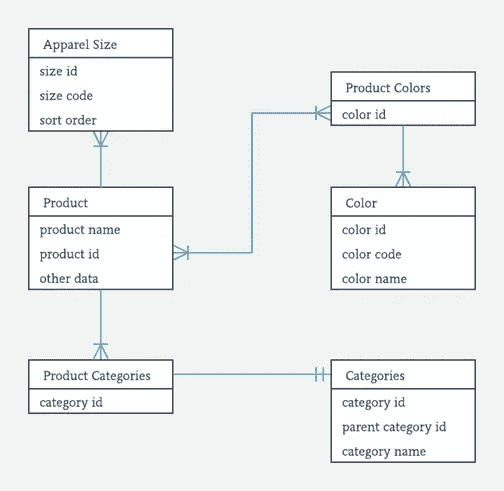 Apparel Size
size id
size code
sort order
Product Colors
color id
Product
product name
product id
other data
Color
color id
color code
color name
Product Categories
category id
Categories
category id
parent category id
category name